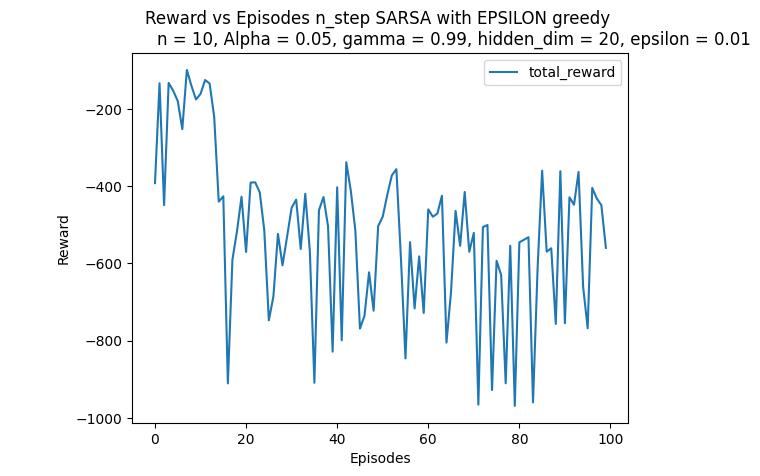 Reward vs Episodes n_step SARSA with EPSILON greedy
n = 10, Alpha = 0.05, gamma = 0.99, hidden_dim = 20, epsilon = 0.01
total_reward
−200
−400
−600
−800
−1000
Reward
0 20 40 60 80 100
Episodes